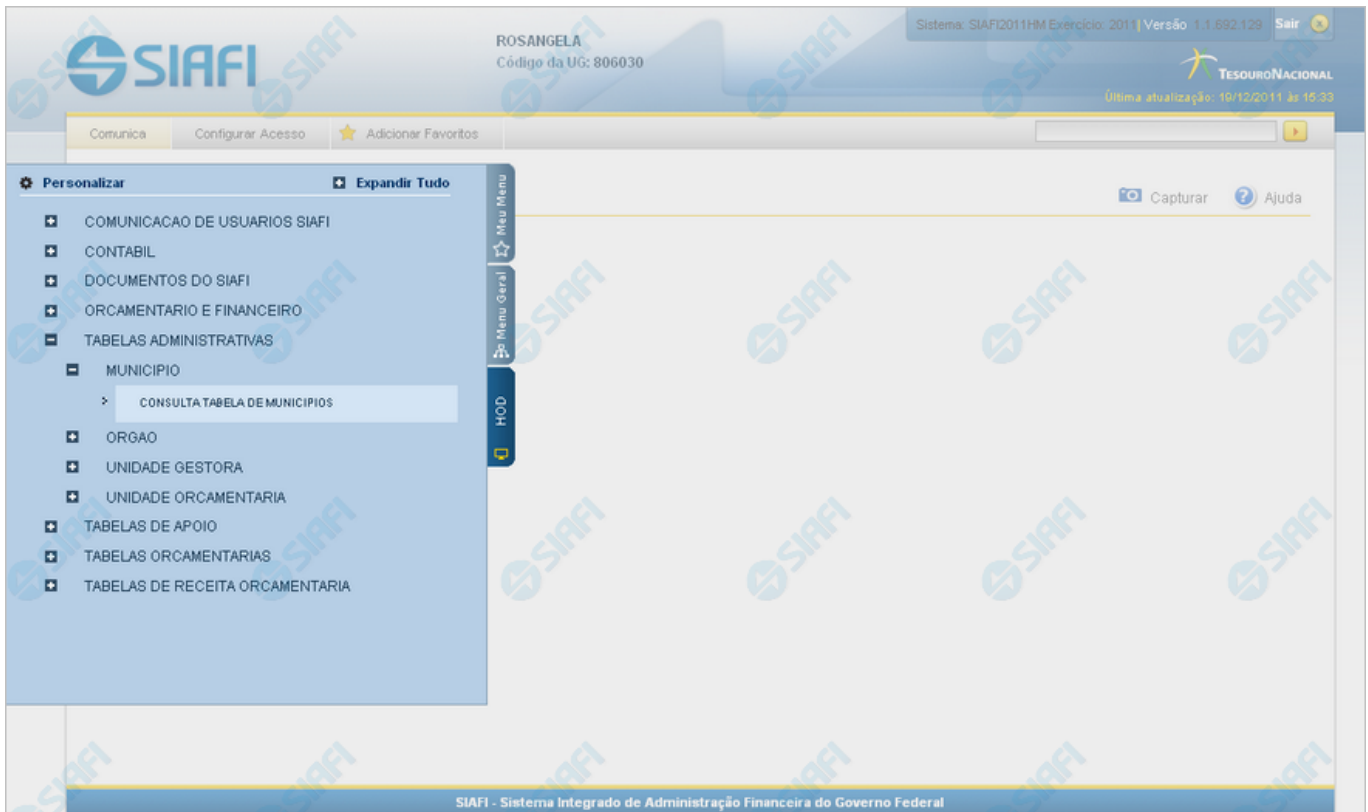 Sistema: SIAFI2011HM Exercício: 2011| Versão 1.1.692.129 Sair
SIAFI
ROSANGELA
Código da UG: 806030
TESOURONACIONAL
Última atualização: 19/12/2011 às 16:33
Comunica Configurar Acesso Adicionar Favoritos
Personalizar Expandir Tudo
Meu Menu
Capturar Ajuda
COMUNICACAO DE USUARIOS SIAFI
CONTABIL
DOCUMENTOS DO SIAFI
Menu Geral
ORCAMENTARIO E FINANCEIRO
TABELAS ADMINISTRATIVAS
MUNICIPIO
CONSULTA TABELA DE MUNICIPIOS
HOD
ORGAO
UNIDADE GESTORA
UNIDADE ORCAMENTARIA
TABELAS DE APOIO
TABELAS ORCAMENTARIAS
TABELAS DE RECEITA ORCAMENTARIA
SIAFI - Sistema Integrado de Administração Financeira do Governo Federal